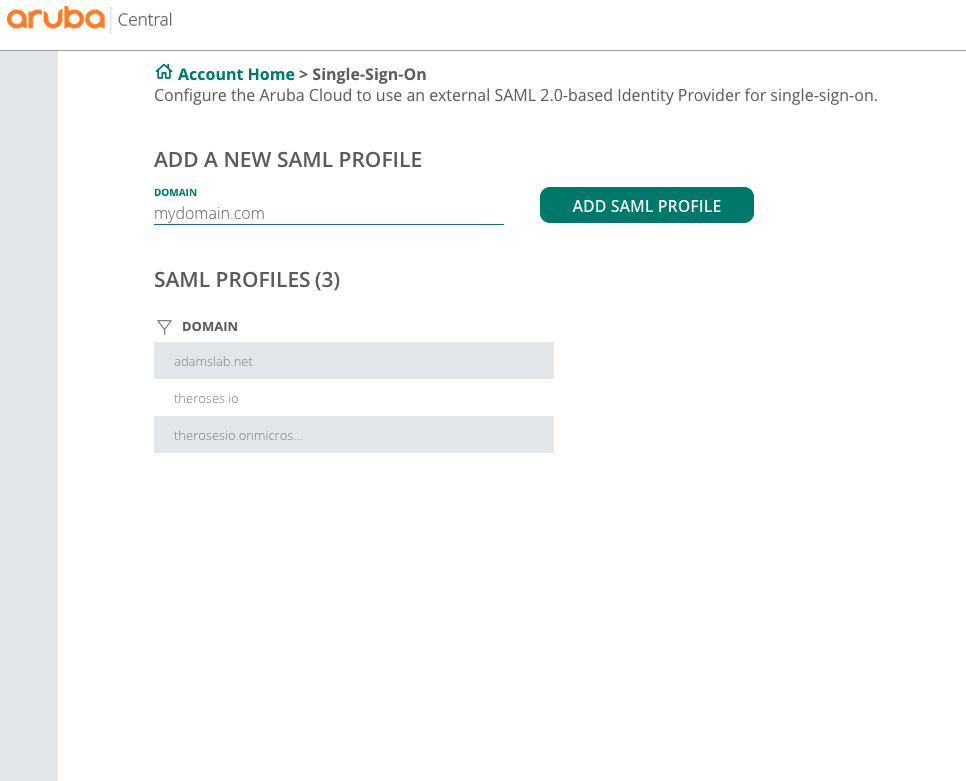 aruba Central
Account Home > Single-Sign-On
Configure the Aruba Cloud to use an external SAML 2.0-based Identity Provider for single-sign-on.
ADD A NEW SAML PROFILE
DOMAIN
mydomain.com
ADD SAML PROFILE
SAML PROFILES (3)
DOMAIN
adamslab.net
theroses.io
therosesio.onmicros...